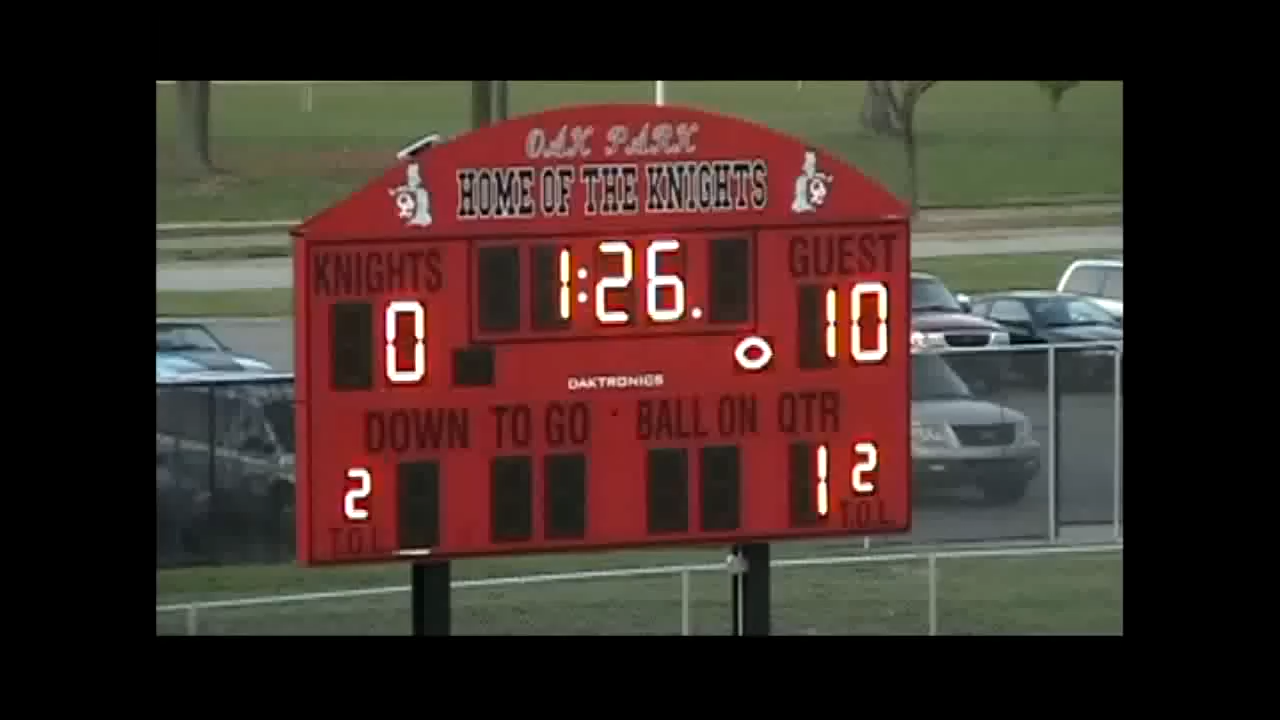 OAK PARK
HOME OF THE KNIGHTS
KNIGHTS 1:26. GUEST
0 10
DAKTRONICS
DOWN TO GO BALL ON QTR
2 1 2
T.O.L. T.O.L.